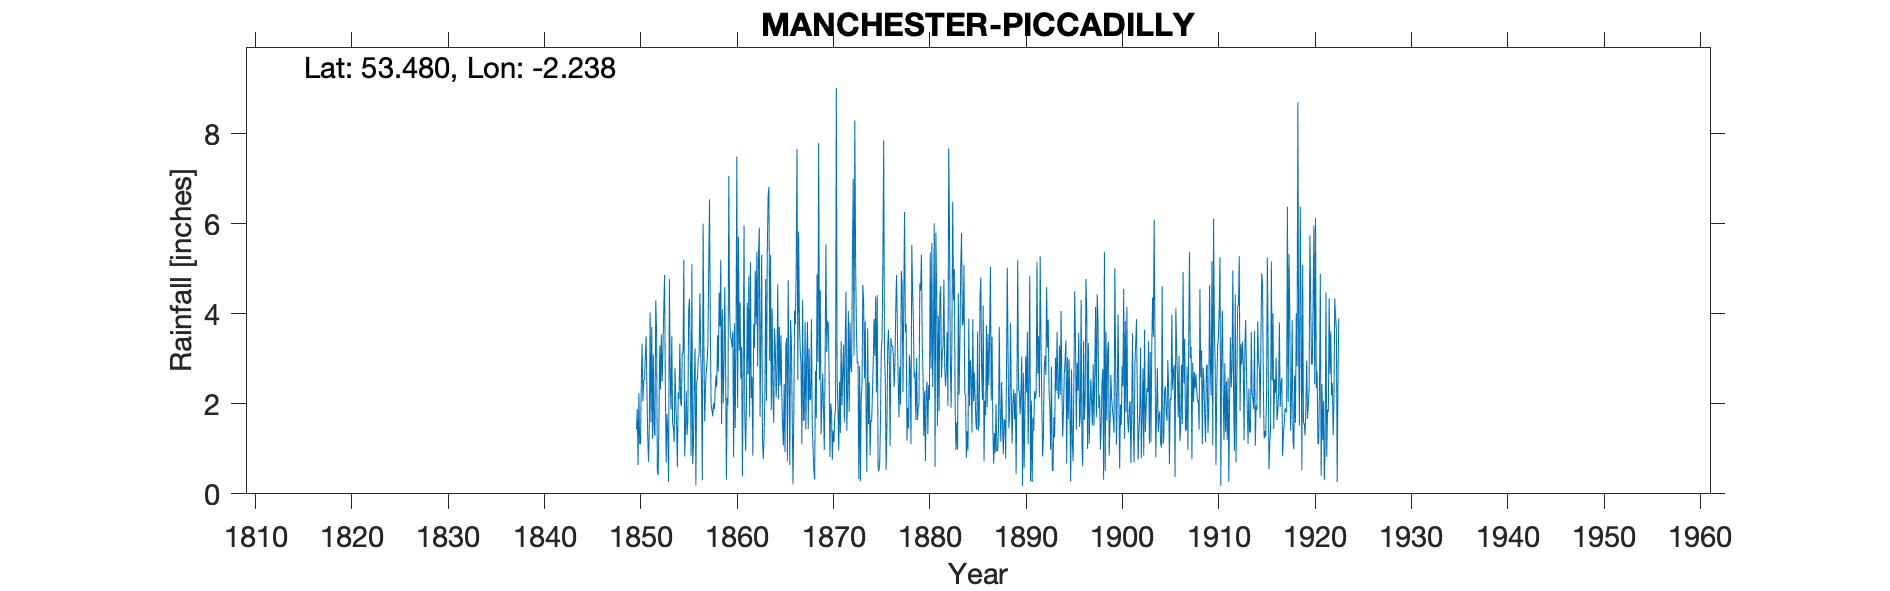 MANCHESTER-PICCADILLY
Lat: 53.480, Lon: -2.238
8
6
4
2
0
Rainfall [inches]
1810 1820 1830 1840 1850 1860 1870 1880 1890 1900 1910 1920 1930 1940 1950 1960
Year